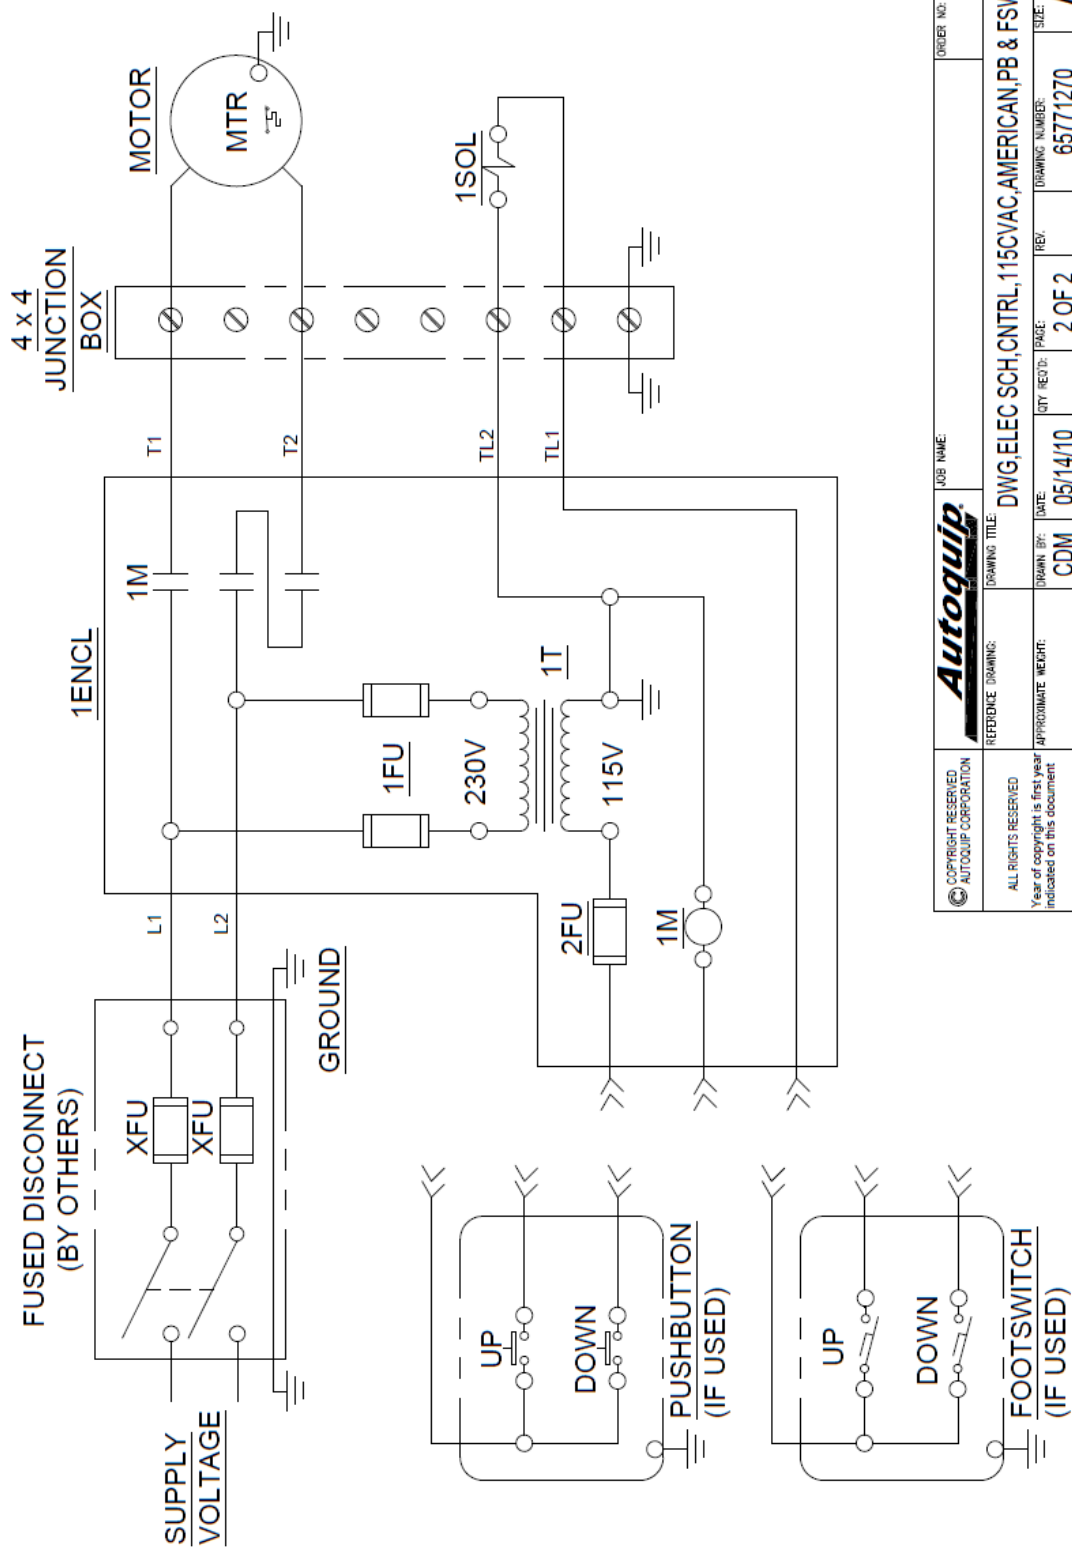 FUSED DISCONNECT
(BY OTHERS)
SUPPLY
VOLTAGE
XFU
XFU
GROUND
L1
L2
1ENCL
1M
1FU
230V
1T
115V
2FU
1M
T1
T2
TL2
TL1
4 x 4
JUNCTION
BOX
MOTOR
MTR
1SOL
UP
DOWN
PUSHBUTTON
(IF USED)
UP
DOWN
FOOTSWITCH
(IF USED)
© COPYRIGHT RESERVED
AUTOQUIP CORPORATION
ALL RIGHTS RESERVED
Year of copyright is first year
indicated on this document
Autoquip®
JOB NAME:
ORDER NO:
REFERENCE DRAWING:
DRAWING TITLE:
DWG,ELEC SCH,CNTRL,115CVAC,AMERICAN,PB & FSW
APPROXIMATE WEIGHT:
DRAWN BY:
CDM
DATE:
05/14/10
QTY REQ'D:
PAGE:
2 OF 2
REV.
DRAWING NUMBER:
65771270
SIZE: